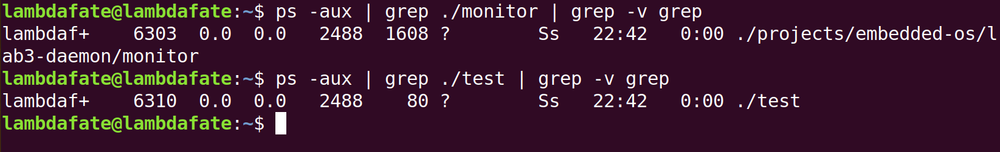 lambdafate@lambdafate:~$ ps -aux | grep ./monitor | grep -v grep
lambdaf+    6303  0.0  0.0   2488  1608 ?        Ss   22:42   0:00 ./projects/embedded-os/l
ab3-daemon/monitor
lambdafate@lambdafate:~$ ps -aux | grep ./test | grep -v grep
lambdaf+    6310  0.0  0.0   2488    80 ?        Ss   22:42   0:00 ./test
lambdafate@lambdafate:~$